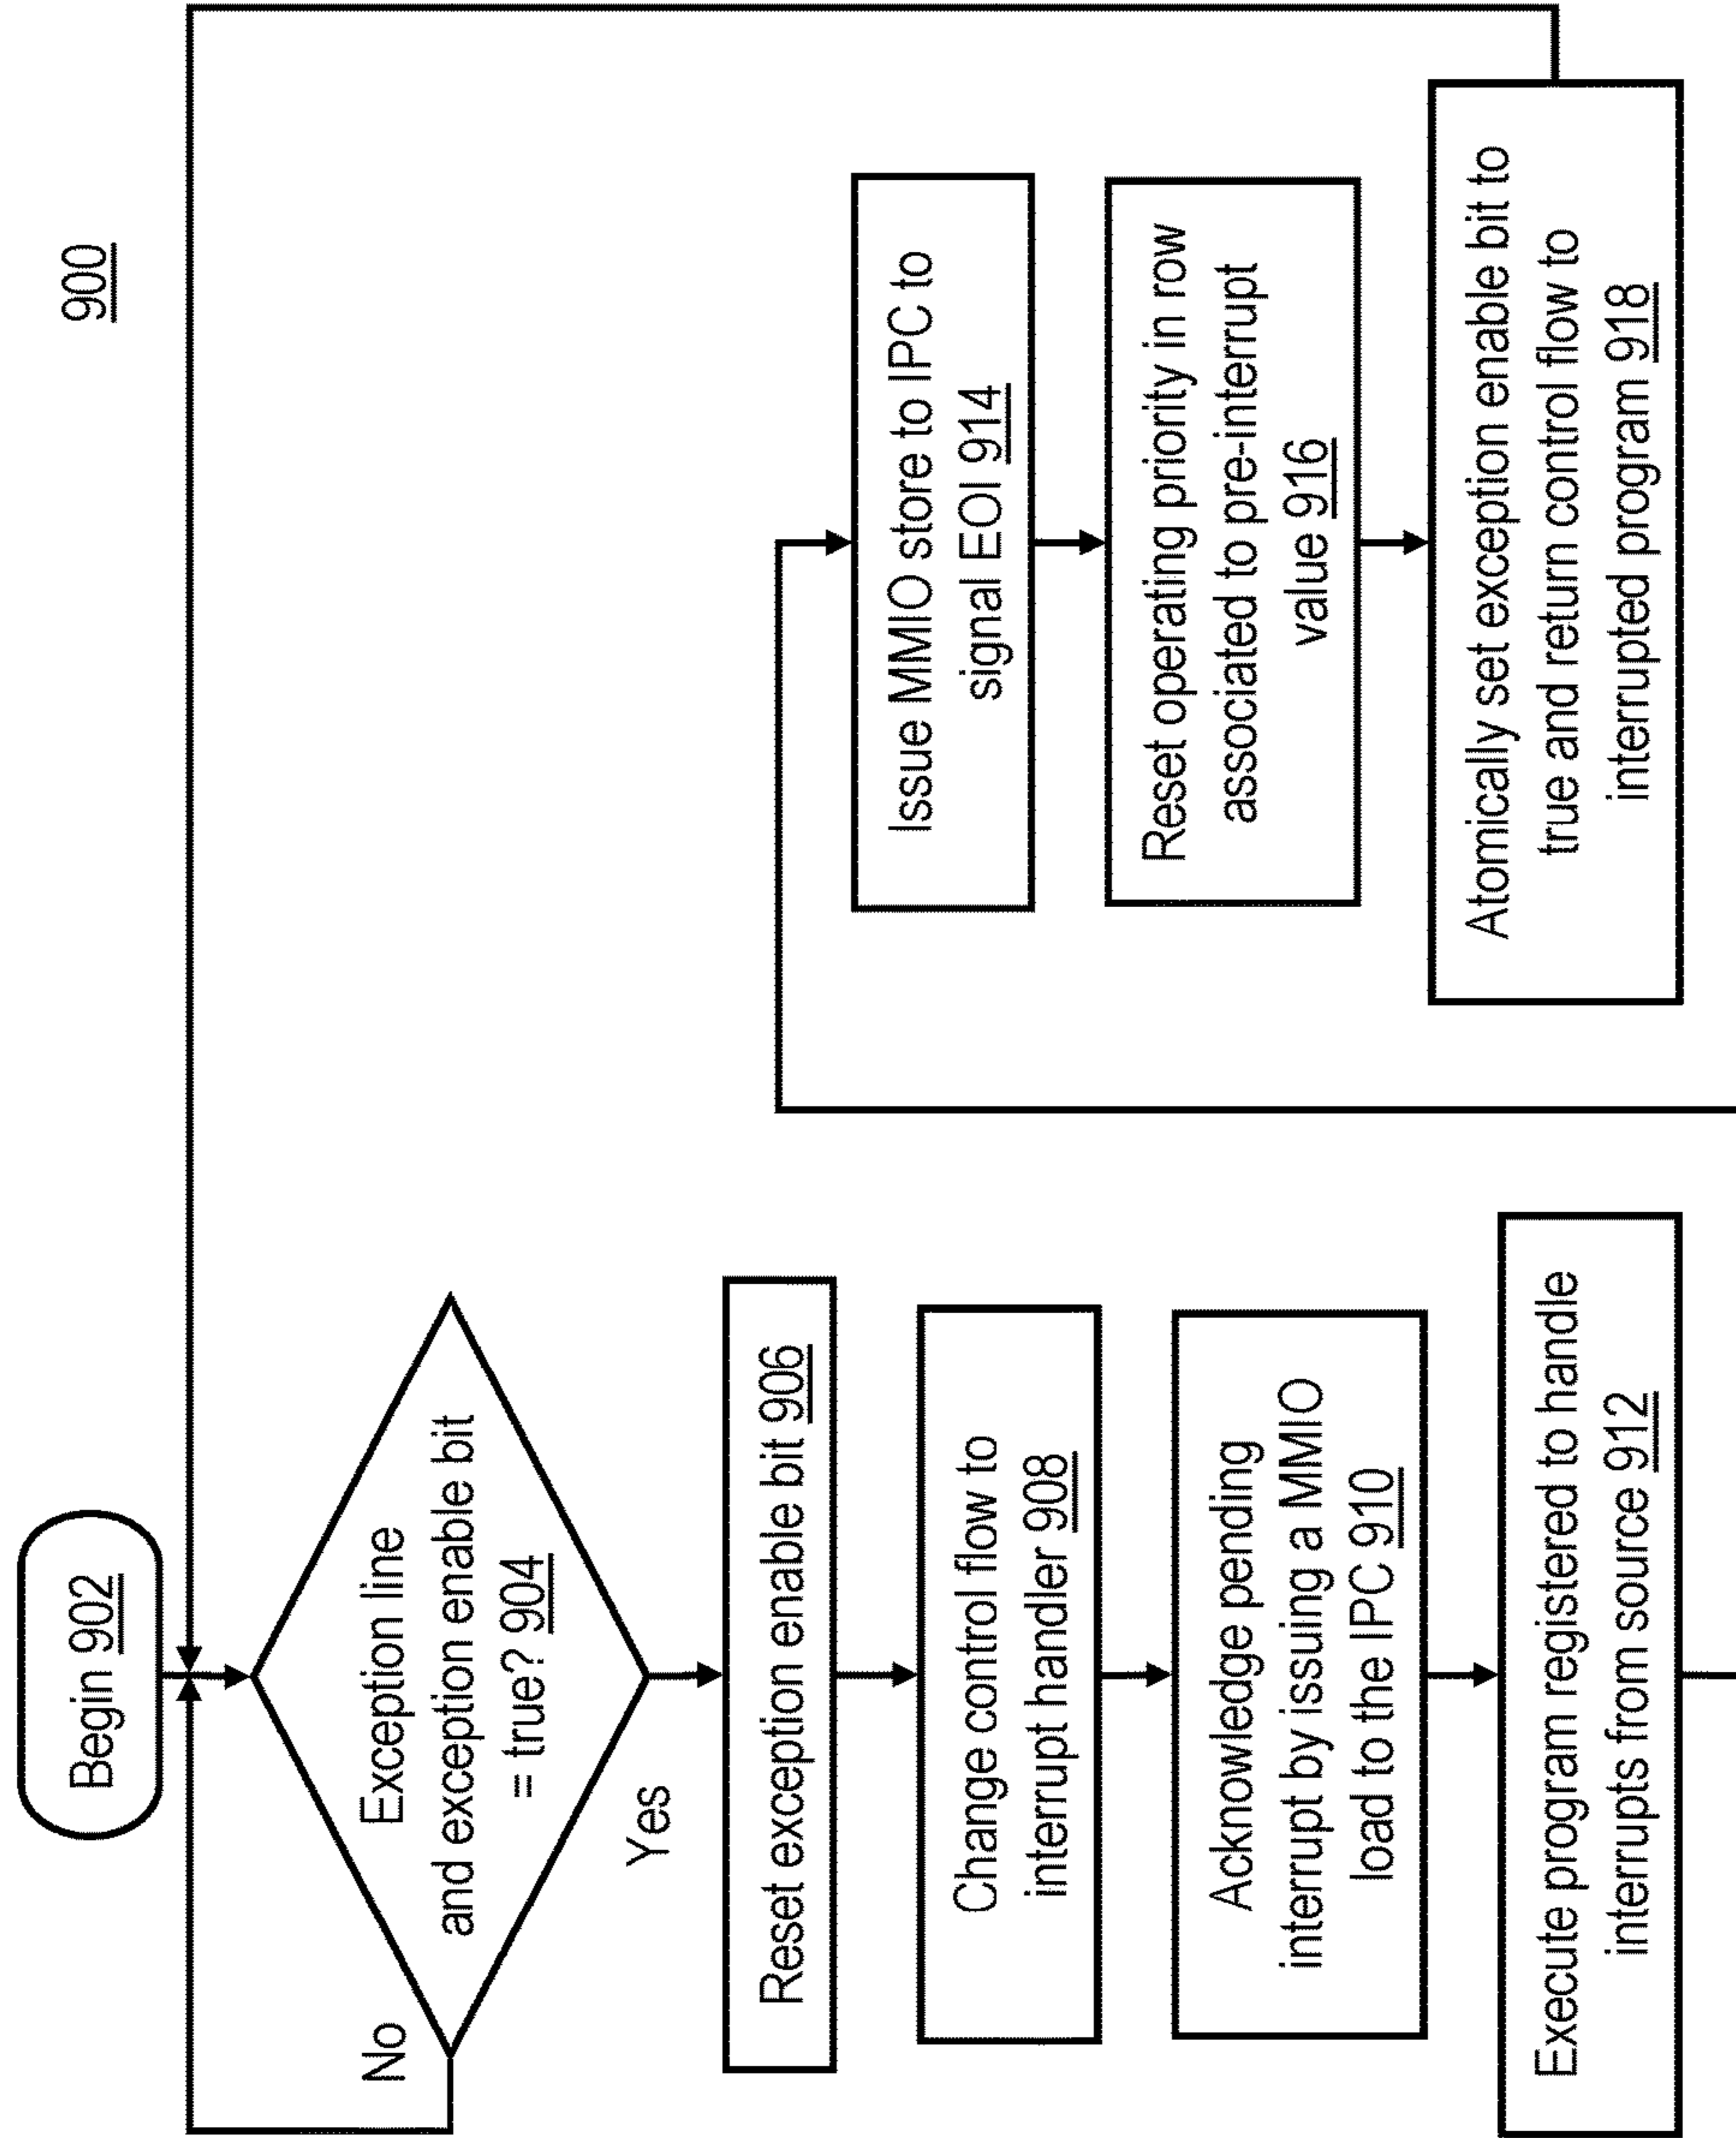 900
Begin 902
Exception line
and exception enable bit
= true? 904
No
Yes
Reset exception enable bit 906
Change control flow to
interrupt handler 908
Acknowledge pending
interrupt by issuing a MMIO
load to the IPC 910
Execute program registered to handle
interrupts from source 912
Issue MMIO store to IPC to
signal EOI 914
Reset operating priority in row
associated to pre-interrupt
value 916
Atomically set exception enable bit to
true and return control flow to
interrupted program 918